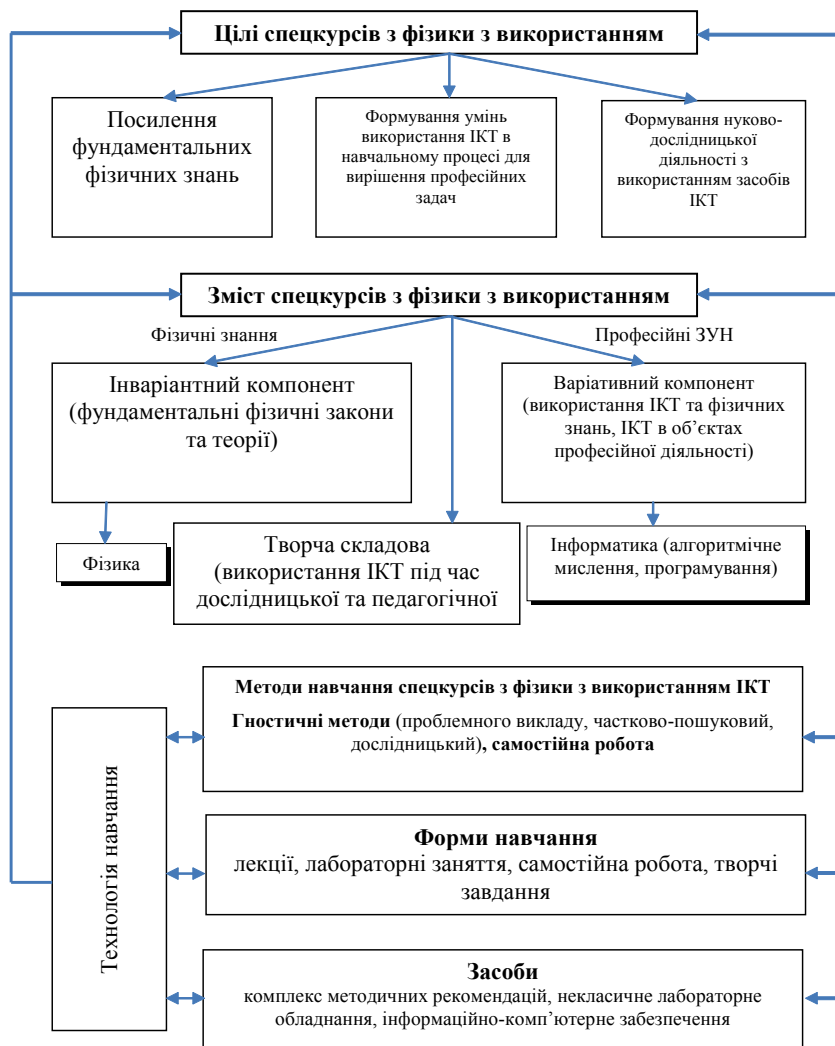 Цілі спецкурсів з фізики з використанням
Посилення
фундаментальних
фізичних знань
Формування умінь
використання ІКТ в
навчальному процесі для
вирішення професійних
задач
Формування нуково-
дослідницької
діяльності з
використанням засобів
ІКТ
Зміст спецкурсів з фізики з використанням
Фізичні знання
Професійні ЗУН
Інваріантний компонент
(фундаментальні фізичні закони
та теорії)
Варіативний компонент
(використання ІКТ та фізичних
знань, ІКТ в об’єктах
професійної діяльності)
Фізика
Творча складова
(використання ІКТ під час
дослідницької та педагогічної
Інформатика (алгоритмічне
мислення, програмування)
Технологія навчання
Методи навчання спецкурсів з фізики з використанням ІКТ
Гностичні методи (проблемного викладу, частково-пошуковий,
дослідницький), самостійна робота
Форми навчання
лекції, лабораторні заняття, самостійна робота, творчі
завдання
Засоби
комплекс методичних рекомендацій, некласичне лабораторне
обладнання, інформаційно-комп’ютерне забезпечення